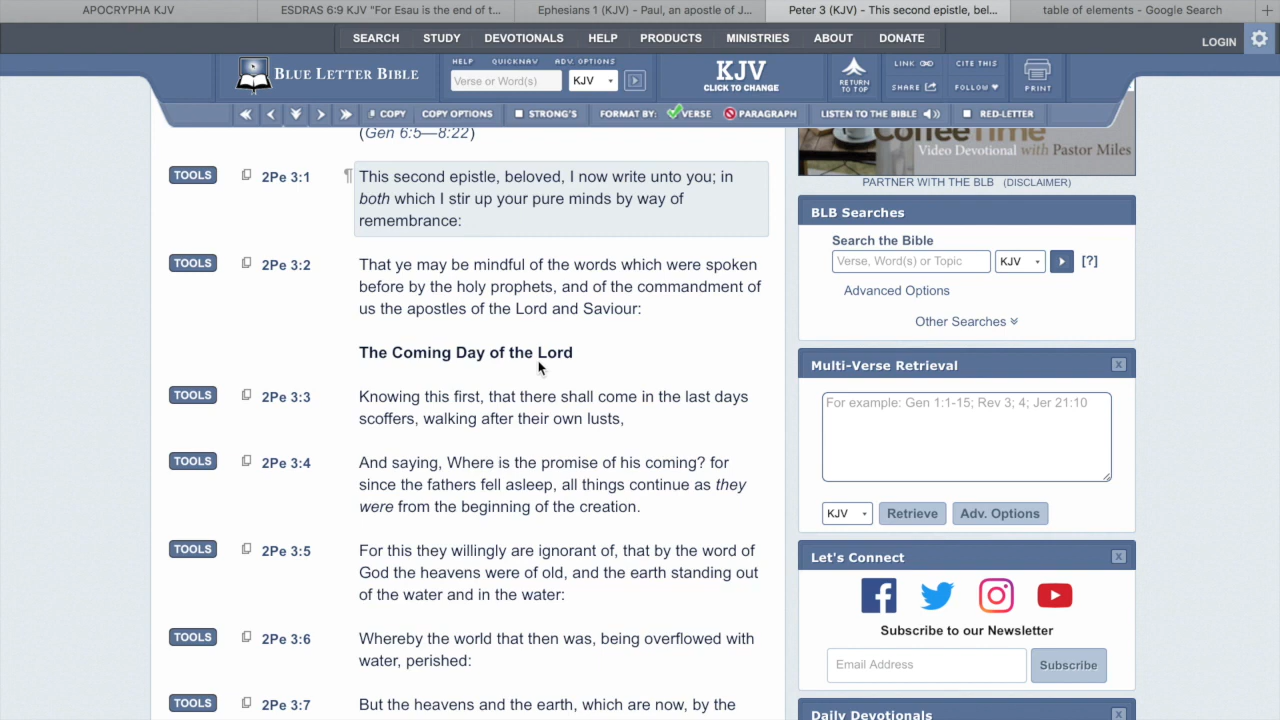 APOCRYPHA KJV
ESDRAS 6:9 KJV "For Esau is the end of t...
Ephesians 1 (KJV) - Paul, an apostle of J...
Peter 3 (KJV) - This second epistle, bel...
table of elements - Google Search
SEARCH STUDY DEVOTIONALS HELP PRODUCTS MINISTRIES ABOUT DONATE
LOGIN
BLUE LETTER BIBLE
HELP QUICKNAV ADV. OPTIONS
Verse or Word(s) KJV
KJV
CLICK TO CHANGE
RETURN
TO TOP
LINK CITE THIS
SHARE FOLLOW
PRINT
COPY COPY OPTIONS STRONG'S FORMAT BY: VERSE PARAGRAPH LISTEN TO THE BIBLE RED-LETTER
(Gen 6:5—8:22)
TOOLS 2Pe 3:1 ¶ This second epistle, beloved, I now write unto you; in
both which I stir up your pure minds by way of
remembrance:
TOOLS 2Pe 3:2 That ye may be mindful of the words which were spoken
before by the holy prophets, and of the commandment of
us the apostles of the Lord and Saviour:
The Coming Day of the Lord
TOOLS 2Pe 3:3 Knowing this first, that there shall come in the last days
scoffers, walking after their own lusts,
TOOLS 2Pe 3:4 And saying, Where is the promise of his coming? for
since the fathers fell asleep, all things continue as they
were from the beginning of the creation.
TOOLS 2Pe 3:5 For this they willingly are ignorant of, that by the word of
God the heavens were of old, and the earth standing out
of the water and in the water:
TOOLS 2Pe 3:6 Whereby the world that then was, being overflowed with
water, perished:
TOOLS 2Pe 3:7 But the heavens and the earth, which are now, by the
CoffeeTime
Video Devotional with Pastor Miles
PARTNER WITH THE BLB (DISCLAIMER)
BLB Searches
Search the Bible
Verse, Word(s) or Topic KJV [?]
Advanced Options
Other Searches
Multi-Verse Retrieval X
For example: Gen 1:1-15; Rev 3; 4; Jer 21:10
KJV Retrieve Adv. Options
Let's Connect X
Subscribe to our Newsletter
Email Address Subscribe
Daily Devotionals X